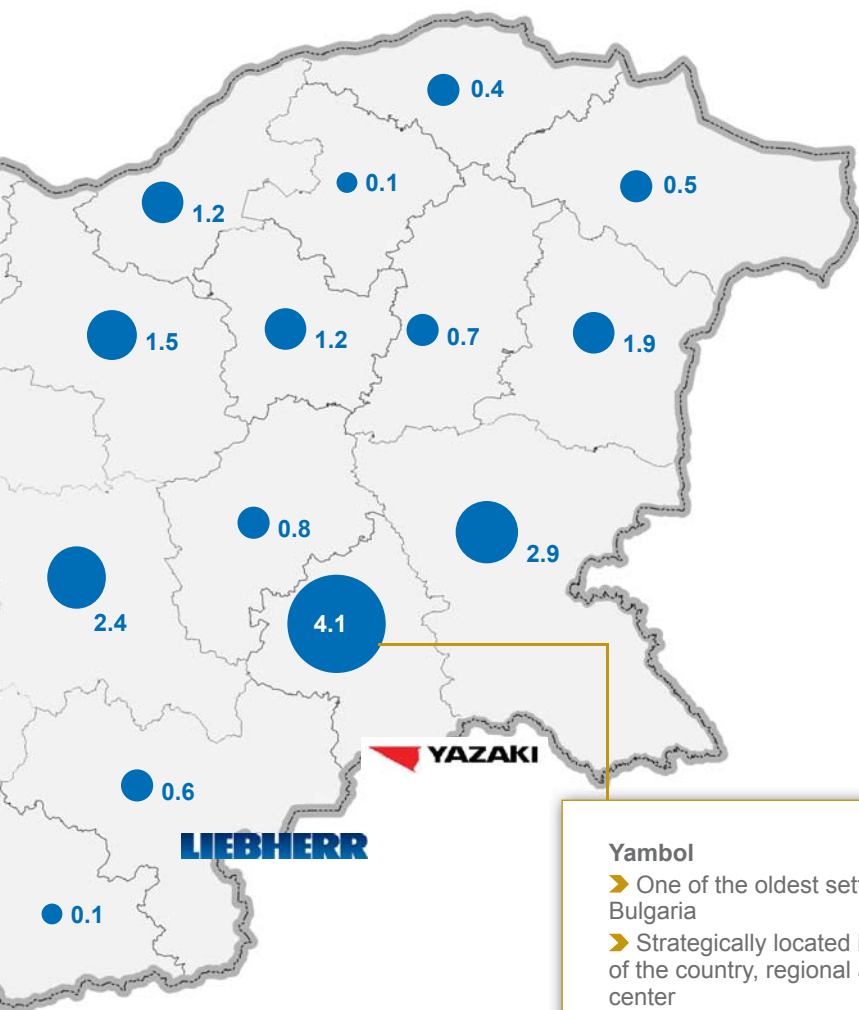 0.4
0.1
0.5
1.2
1.5
1.2
0.7
1.9
0.8
2.9
2.4
4.1
YAZAKI
0.6
LIEBHERR
0.1
Yambol
One of the oldest
Bulgaria
Strategically located
of the country, regional
center